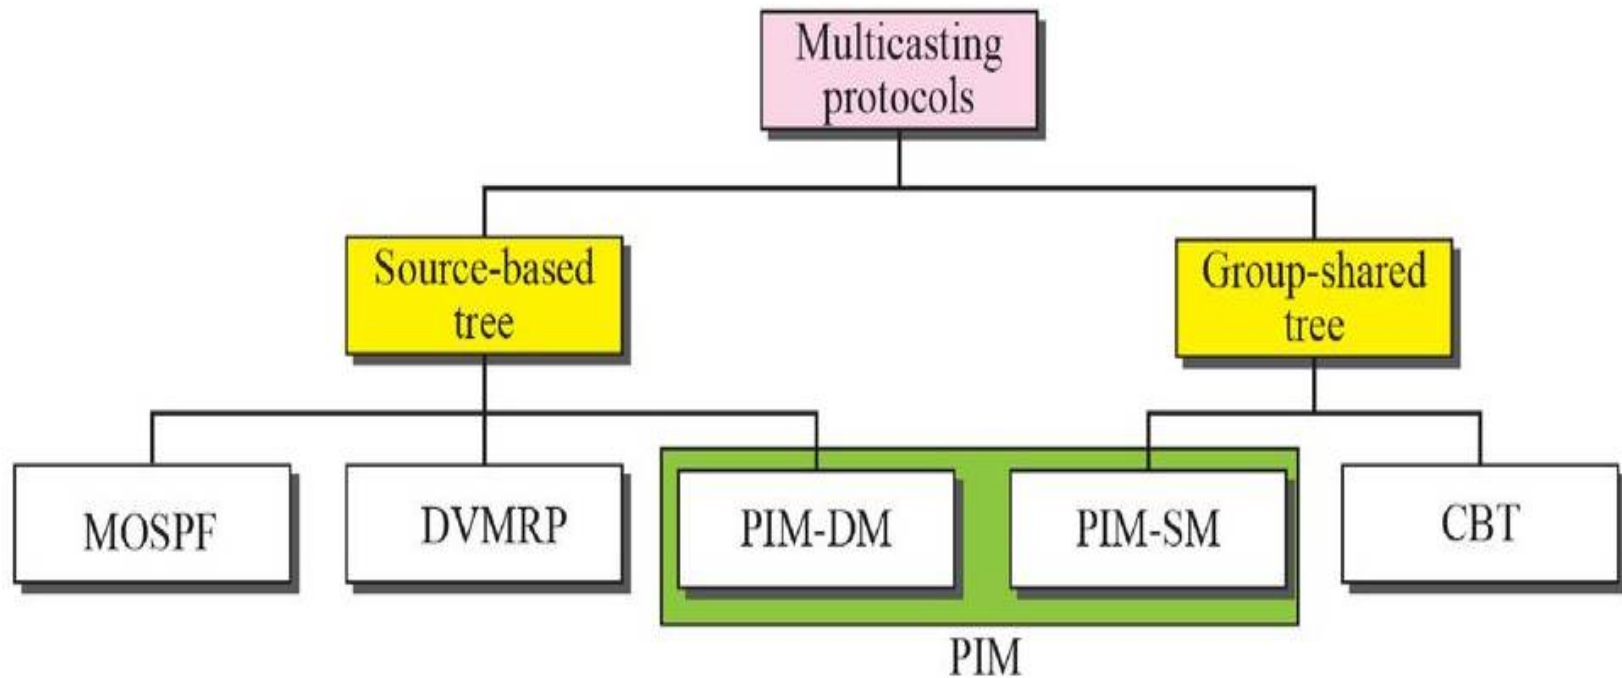 Multicasting
protocols
Source-based
tree
Group-shared
tree
MOSPF
DVMRP
PIM-DM
PIM-SM
CBT
PIM